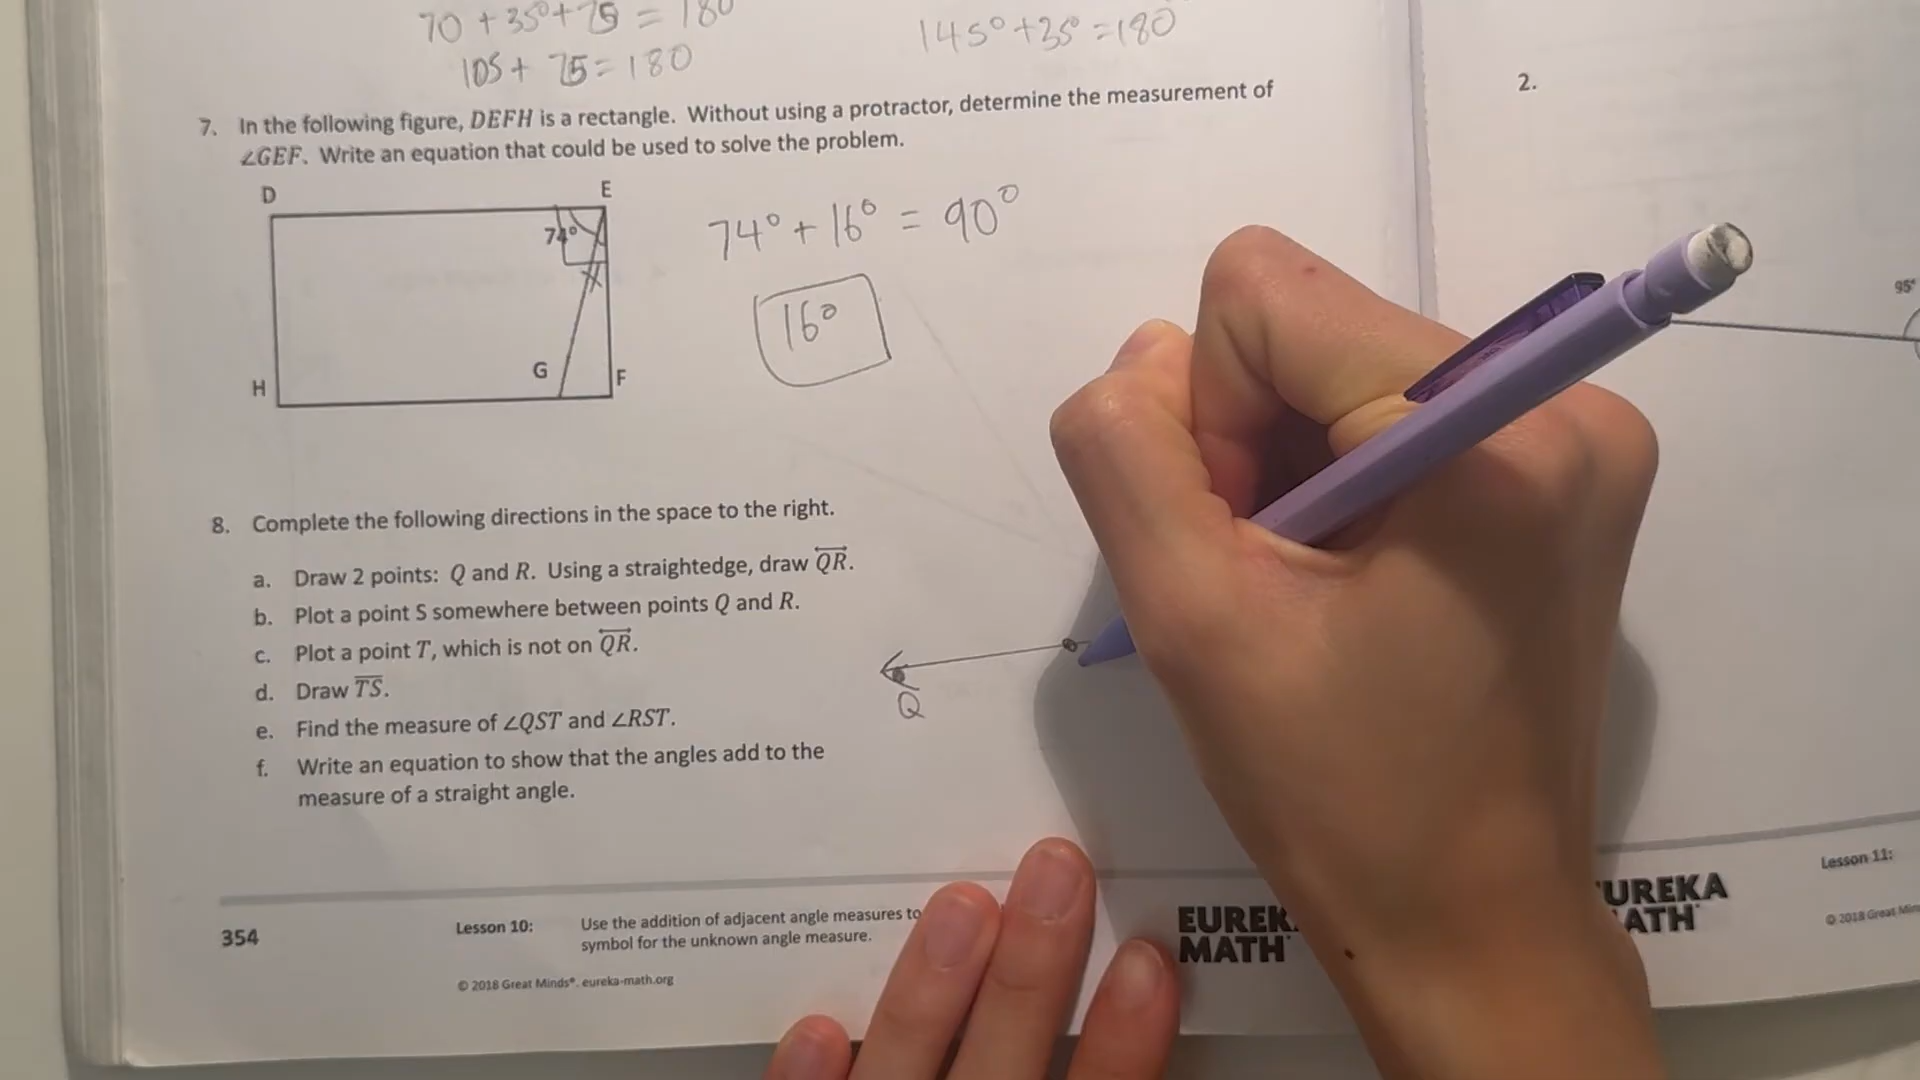 70 + 35° + 75 = 180
145° + 35° = 180
105 + 75 = 180
7. In the following figure, DEFH is a rectangle. Without using a protractor, determine the measurement of
∠GEF. Write an equation that could be used to solve the problem.
D
E
74°
G
F
H
74° + 16° = 90°
16°
8. Complete the following directions in the space to the right.
a. Draw 2 points: Q and R. Using a straightedge, draw QR.
b. Plot a point S somewhere between points Q and R.
c. Plot a point T, which is not on QR.
d. Draw TS.
e. Find the measure of ∠QST and ∠RST.
f. Write an equation to show that the angles add to the
measure of a straight angle.
Q
354
Lesson 10:
Use the addition of adjacent angle measures to
symbol for the unknown angle measure.
© 2018 Great Minds®. eureka-math.org
EUREK
MATH
2.
95°
UREKA
ATH
Lesson 11:
© 2018 Great